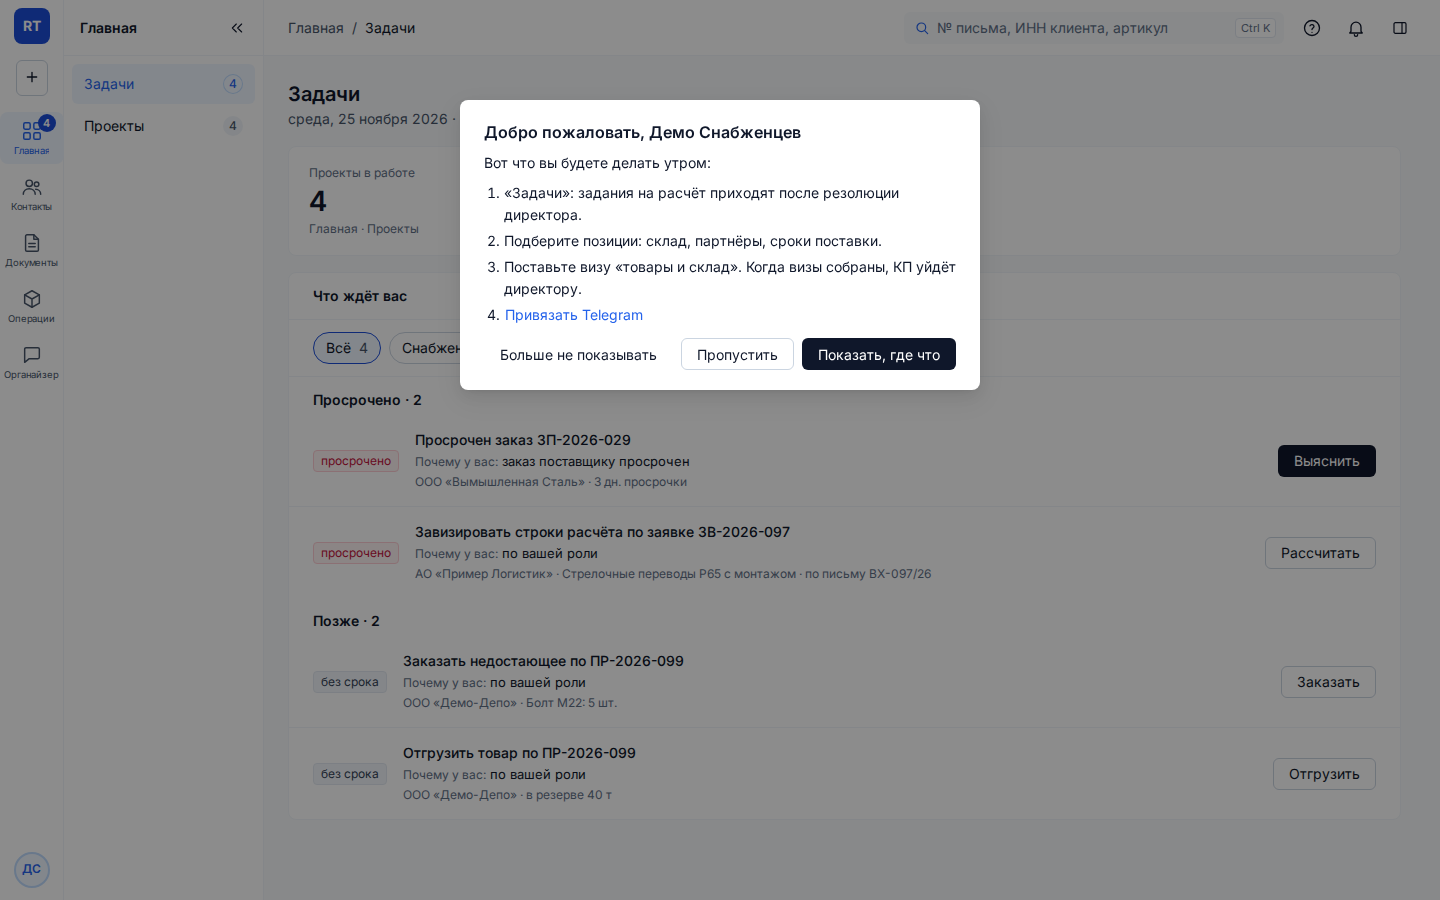 RT
Главная
Главная / Задачи
№ письма, ИНН клиента, артикул
Ctrl K
Задачи
4
Проекты
4
4
Главная
Контакты
Документы
Операции
Органайзер
ДС
Задачи
среда, 25 ноября 2026 ·
Проекты в работе
4
Главная · Проекты
Что ждёт вас
Всё 4
Добро пожаловать, Демо Снабженцев
Вот что вы будете делать утром:
1. «Задачи»: задания на расчёт приходят после резолюции
директора.
2. Подберите позиции: склад, партнёры, сроки поставки.
3. Поставьте визу «товары и склад». Когда визы собраны, КП уйдёт
директору.
4. Привязать Telegram
Больше не показывать
Пропустить
Показать, где что
Просрочено · 2
просрочено
Просрочен заказ ЗП-2026-029
Почему у вас: заказ поставщику просрочен
ООО «Вымышленная Сталь» · 3 дн. просрочки
Выяснить
просрочено
Завизировать строки расчёта по заявке ЗВ-2026-097
Почему у вас: по вашей роли
АО «Пример Логистик» · Стрелочные переводы Р65 с монтажом · по письму ВХ-097/26
Рассчитать
Позже · 2
без срока
Заказать недостающее по ПР-2026-099
Почему у вас: по вашей роли
ООО «Демо-Депо» · Болт М22: 5 шт.
Заказать
без срока
Отгрузить товар по ПР-2026-099
Почему у вас: по вашей роли
ООО «Демо-Депо» · в резерве 40 т
Отгрузить